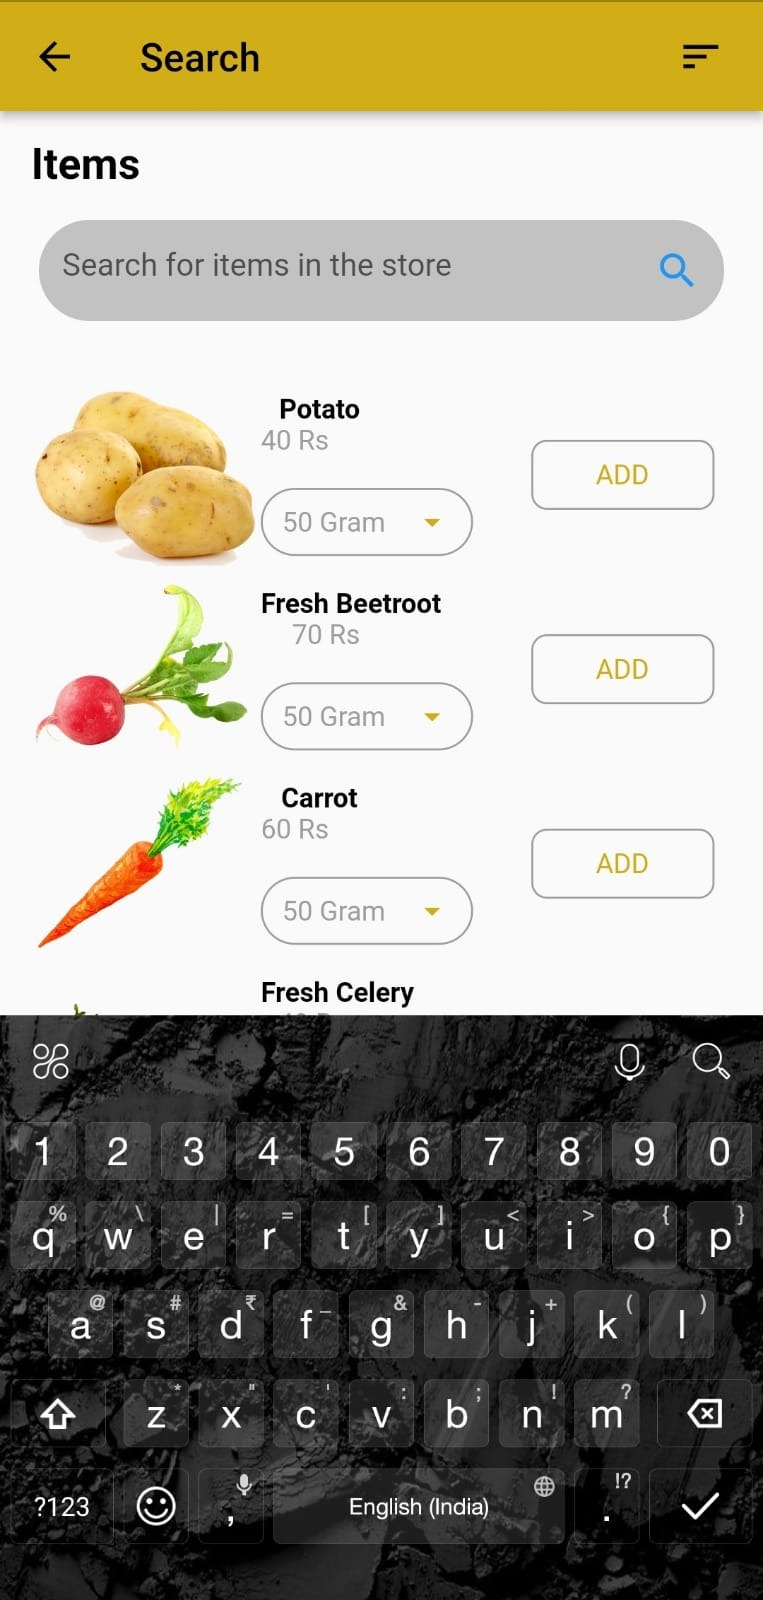 Search
Items
Search for items in the store
Potato
40 Rs
50 Gram
ADD
Fresh Beetroot
70 Rs
50 Gram
ADD
Carrot
60 Rs
50 Gram
ADD
Fresh Celery
1 2 3 4 5 6 7 8 9 0
% \ | = [ ] < > { }
q w e r t y u i o p
@ # ₹ _ & - + ( )
a s d f g h j k l
* " ' : ; ! ?
z x c v b n m
!?
?123 , English (India) .